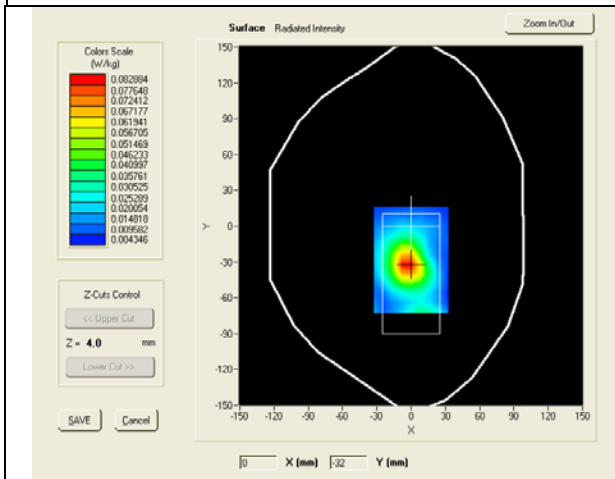 Surface Radiated Intensity
Zoom In/Out
Colors Scale
(W/kg)
0.082884
0.077648
0.072412
0.067177
0.061941
0.056705
0.051469
0.046233
0.040997
0.035761
0.030525
0.025289
0.020054
0.014818
0.009582
0.004346
Z-Cuts Control
<< Upper Cut
Z = 4.0 mm
Lower Cut >>
SAVE Cancel
150
120
90
60
30
0
-30
-60
-90
-120
-150
Y
-150 -120 -90 -60 -30 0 30 60 90 120 150
X
0 X (mm) -32 Y (mm)